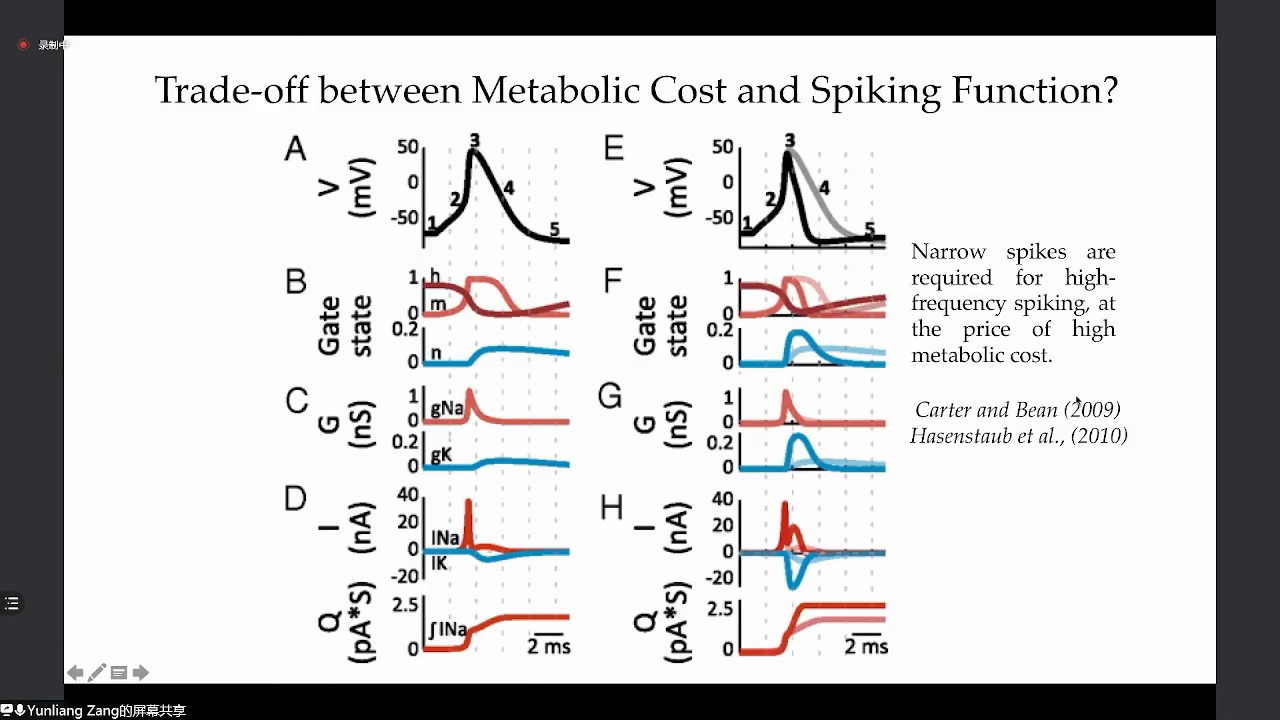 录制中
Trade-off between Metabolic Cost and Spiking Function?
A
V
(mV)
50
0
-50
1
2
3
4
5
E
V
(mV)
50
0
-50
1
2
3
4
5
Narrow spikes are
required for high-
frequency spiking, at
the price of high
metabolic cost.
Carter and Bean (2009)
Hasenstaub et al., (2010)
B
Gate
state
1
0
h
m
0.2
0
n
F
Gate
state
1
0
0.2
0
C
G
(nS)
1
0
gNa
0.2
0
gK
G
G
(nS)
1
0
0.2
0
D
I
(nA)
40
20
0
-20
INa
IK
H
I
(nA)
40
20
0
-20
Q
(pA*S)
2.5
0
∫INa
2 ms
Q
(pA*S)
2.5
0
2 ms
Yunliang Zang的屏幕共享